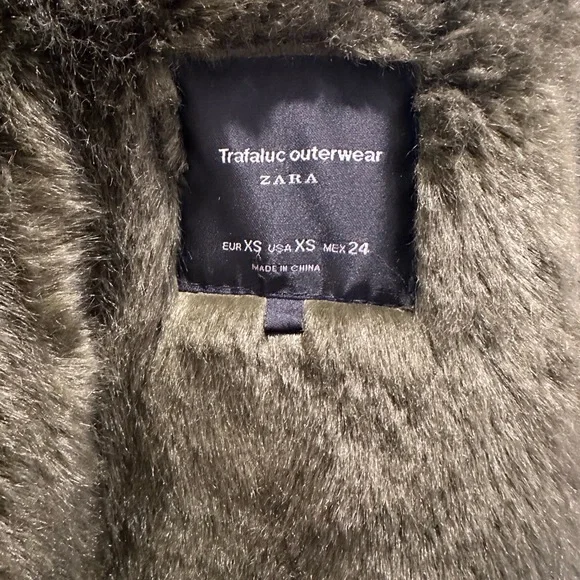 Trafaluc outerwear
ZARA
EUR XS USA XS MEX 24
MADE IN CHINA